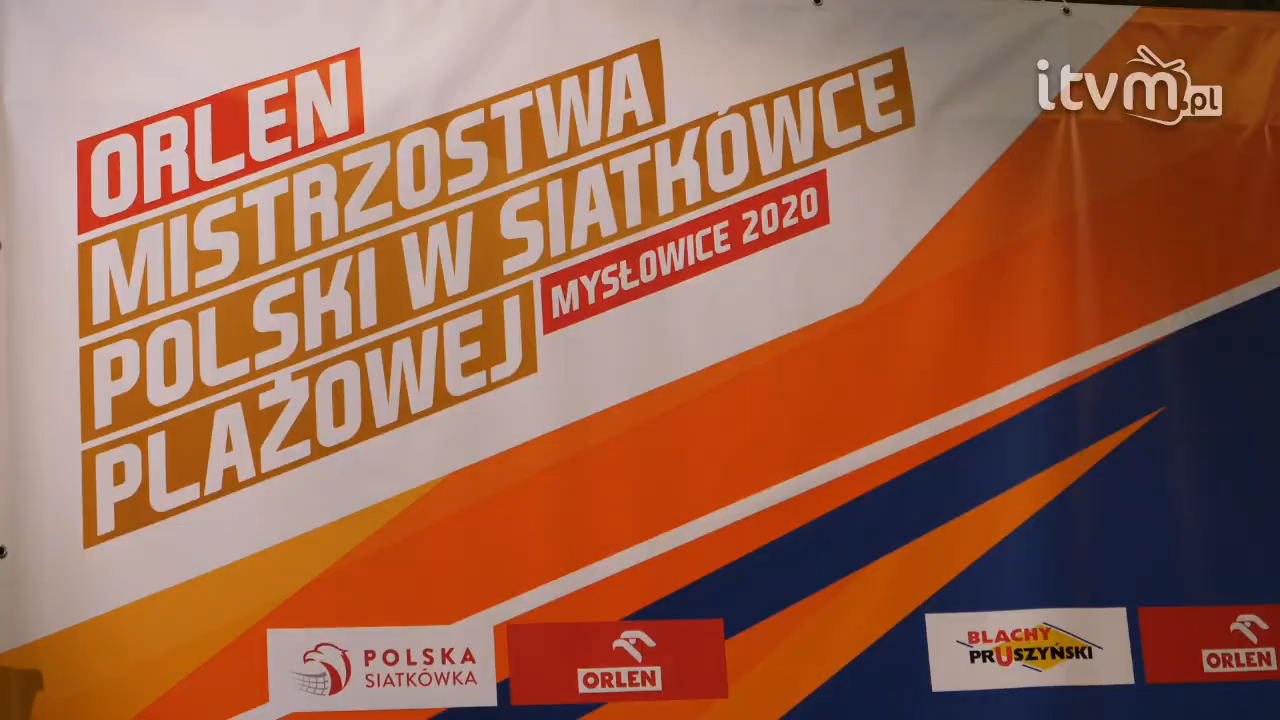 itvm.pl
ORLEN
MISTRZOSTWA
POLSKI W SIATKÓWCE
PLAŻOWEJ
MYSŁOWICE 2020
POLSKA
SIATKÓWKA
ORLEN
BLACHY
PRUSZYŃSKI
ORLEN